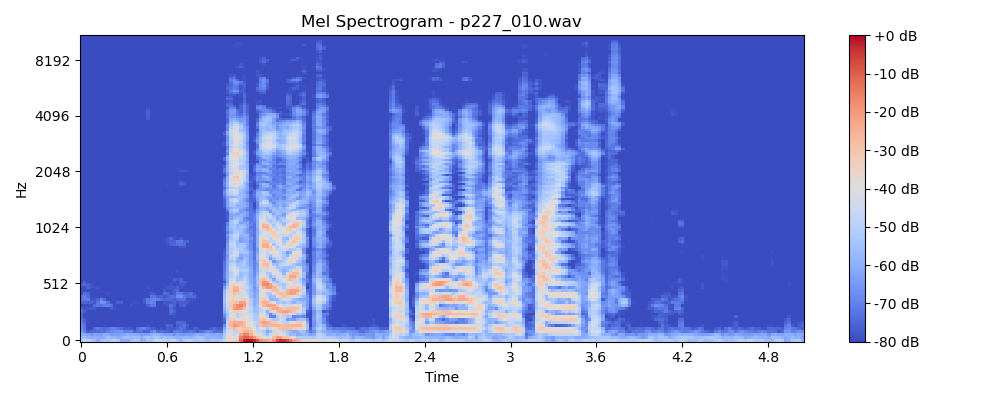 Mel Spectrogram - p227_010.wav
8192
4096
2048
1024
512
0
Hz
0 0.6 1.2 1.8 2.4 3 3.6 4.2 4.8
Time
+0 dB
-10 dB
-20 dB
-30 dB
-40 dB
-50 dB
-60 dB
-70 dB
-80 dB